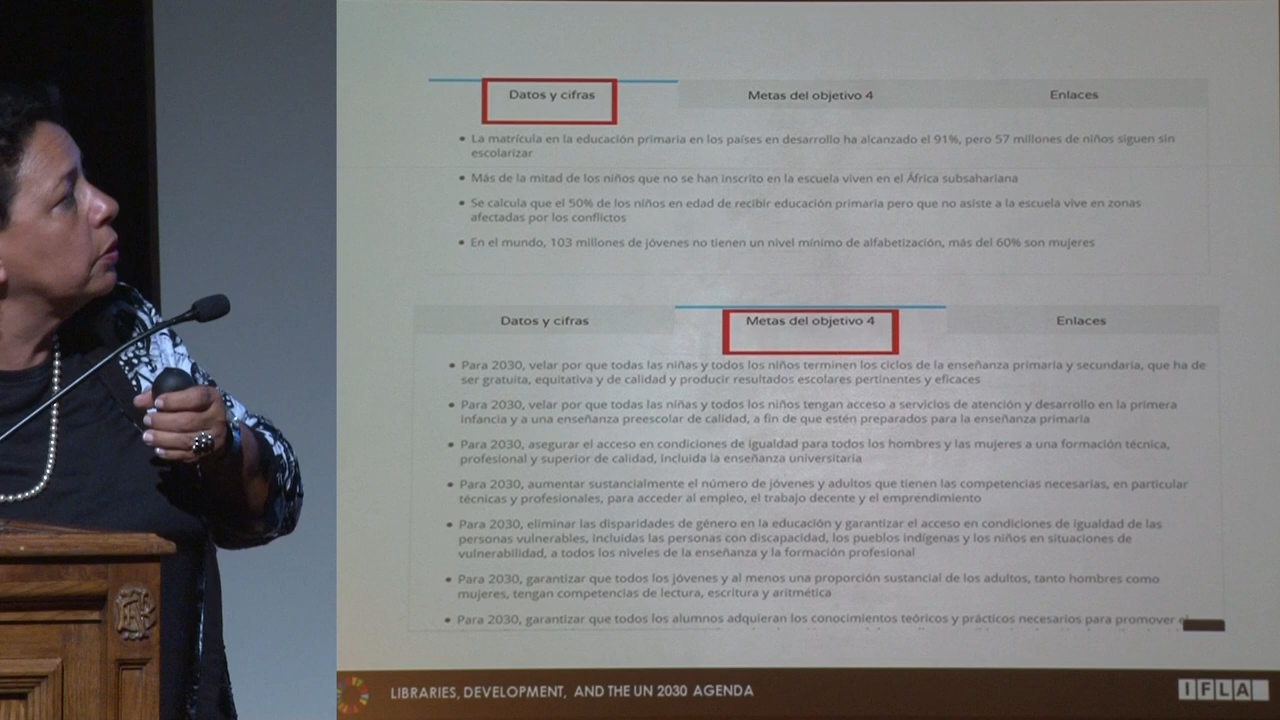 Datos y cifras Metas del objetivo 4 Enlaces
• La matrícula en la educación primaria en los países en desarrollo ha alcanzado el 91%, pero 57 millones de niños siguen sin
escolarizar
• Más de la mitad de los niños que no se han inscrito en la escuela viven en el África subsahariana
• Se calcula que el 50% de los niños en edad de recibir educación primaria pero que no asiste a la escuela vive en zonas
afectadas por los conflictos
• En el mundo, 103 millones de jóvenes no tienen un nivel mínimo de alfabetización, más del 60% son mujeres
Datos y cifras Metas del objetivo 4 Enlaces
• Para 2030, velar por que todas las niñas y todos los niños terminen los ciclos de la enseñanza primaria y secundaria, que ha de
ser gratuita, equitativa y de calidad y producir resultados escolares pertinentes y eficaces
• Para 2030, velar por que todas las niñas y todos los niños tengan acceso a servicios de atención y desarrollo en la primera
infancia y a una enseñanza preescolar de calidad, a fin de que estén preparados para la enseñanza primaria
• Para 2030, asegurar el acceso en condiciones de igualdad para todos los hombres y las mujeres a una formación técnica,
profesional y superior de calidad, incluida la enseñanza universitaria
• Para 2030, aumentar sustancialmente el número de jóvenes y adultos que tienen las competencias necesarias, en particular
técnicas y profesionales, para acceder al empleo, el trabajo decente y el emprendimiento
• Para 2030, eliminar las disparidades de género en la educación y garantizar el acceso en condiciones de igualdad de las
personas vulnerables, incluidas las personas con discapacidad, los pueblos indígenas y los niños en situaciones de
vulnerabilidad, a todos los niveles de la enseñanza y la formación profesional
• Para 2030, garantizar que todos los jóvenes y al menos una proporción sustancial de los adultos, tanto hombres como
mujeres, tengan competencias de lectura, escritura y aritmética
• Para 2030, garantizar que todos los alumnos adquieran los conocimientos teóricos y prácticos necesarios para promover
LIBRARIES, DEVELOPMENT, AND THE UN 2030 AGENDA
IFLA